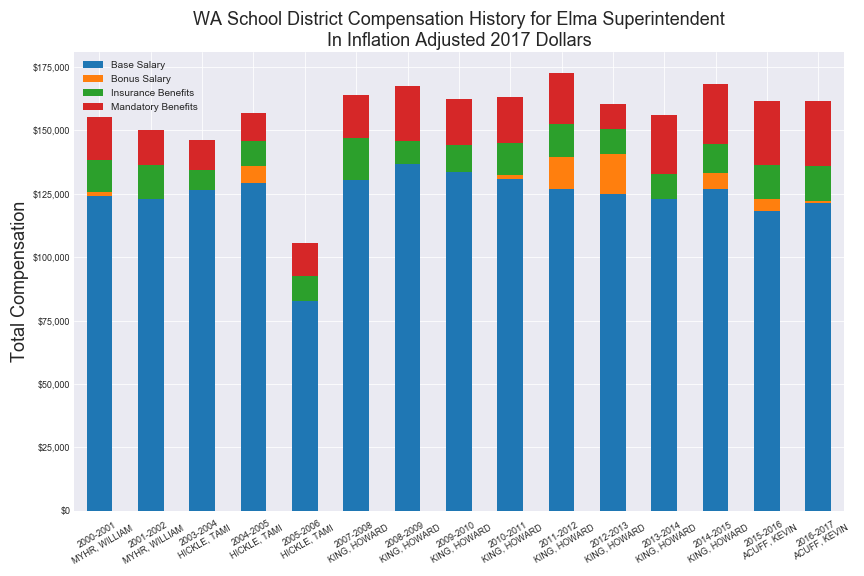 WA School District Compensation History for Elma Superintendent
In Inflation Adjusted 2017 Dollars
Base Salary
Bonus Salary
Insurance Benefits
Mandatory Benefits
Total Compensation
$175,000
$150,000
$125,000
$100,000
$75,000
$50,000
$25,000
$0
2000-2001
MYHR, WILLIAM
2001-2002
MYHR, WILLIAM
2003-2004
HICKLE, TAMI
2004-2005
HICKLE, TAMI
2005-2006
HICKLE, TAMI
2007-2008
KING, HOWARD
2008-2009
KING, HOWARD
2009-2010
KING, HOWARD
2010-2011
KING, HOWARD
2011-2012
KING, HOWARD
2012-2013
KING, HOWARD
2013-2014
KING, HOWARD
2014-2015
KING, HOWARD
2015-2016
ACUFF, KEVIN
2016-2017
ACUFF, KEVIN